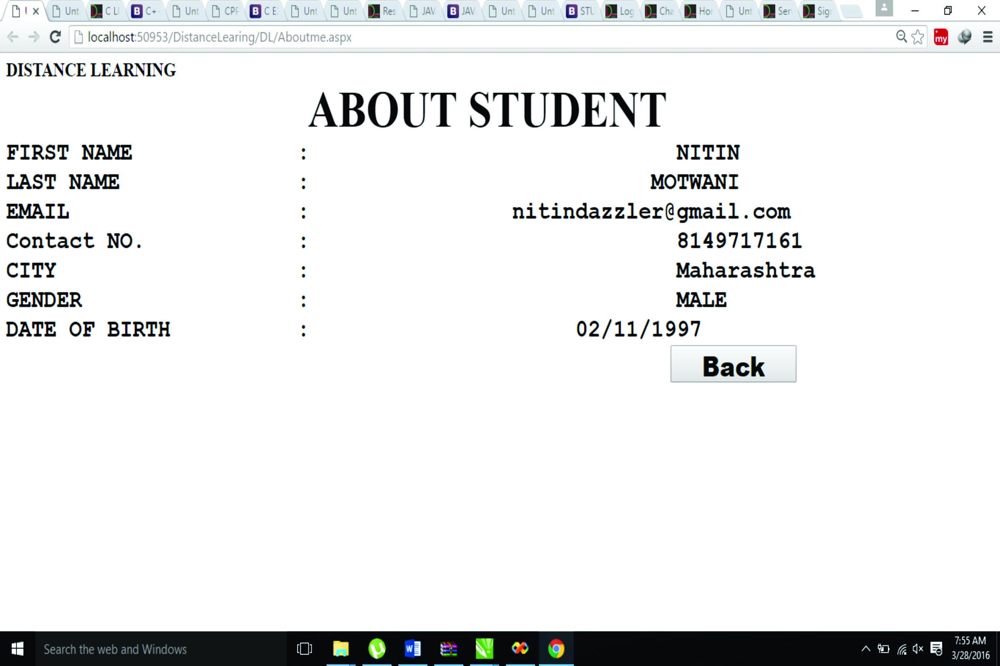 Unt C LI B C+- Unt CPP B C E Unt Unt Res JAV B JAV Unt Unt B STU Log Cha Hor Unt Ser Sig
localhost:50953/DistanceLearing/DL/Aboutme.aspx my
DISTANCE LEARNING
ABOUT STUDENT
FIRST NAME : NITIN
LAST NAME : MOTWANI
EMAIL : nitindazzler@gmail.com
Contact NO. : 8149717161
CITY : Maharashtra
GENDER : MALE
DATE OF BIRTH : 02/11/1997
Back
Search the web and Windows
7:55 AM
3/28/2016